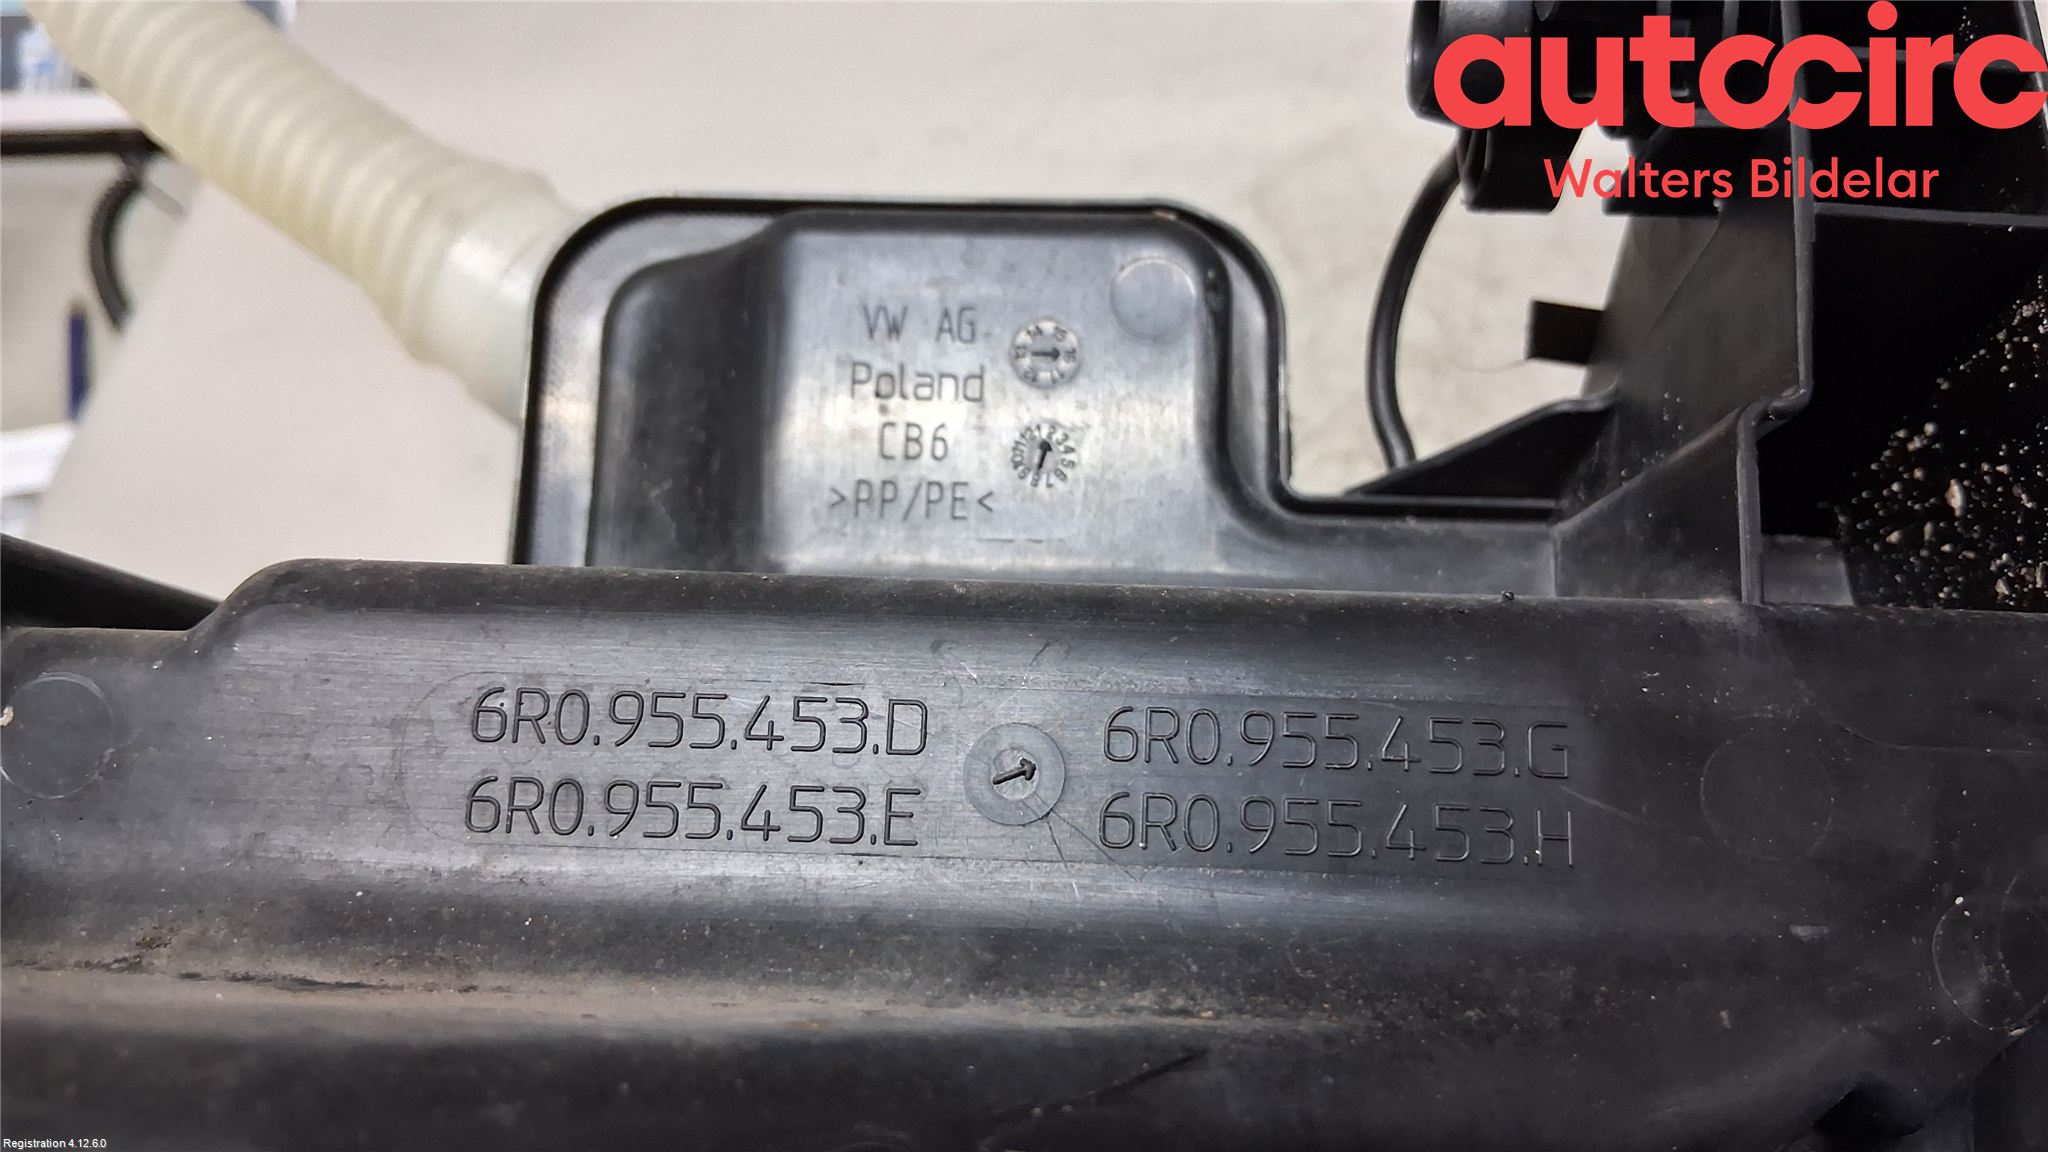 autocirc
Walters Bildelar
VW AG
Poland
CB6
>PP/PE<
6R0.955.453.D
6R0.955.453.E
6R0.955.453.G
6R0.955.453.H
Registration 4.12.6.0